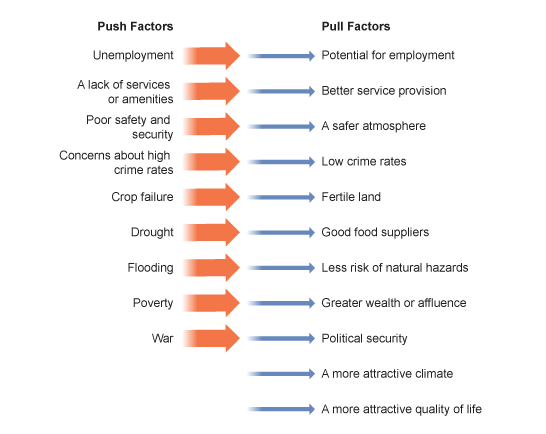 Push Factors Pull Factors
Unemployment Potential for employment
A lack of services
or amenities
Better service provision
Poor safety and
security
A safer atmosphere
Concerns about high
crime rates
Low crime rates
Crop failure Fertile land
Drought Good food suppliers
Flooding Less risk of natural hazards
Poverty Greater wealth or affluence
War Political security
A more attractive climate
A more attractive quality of life